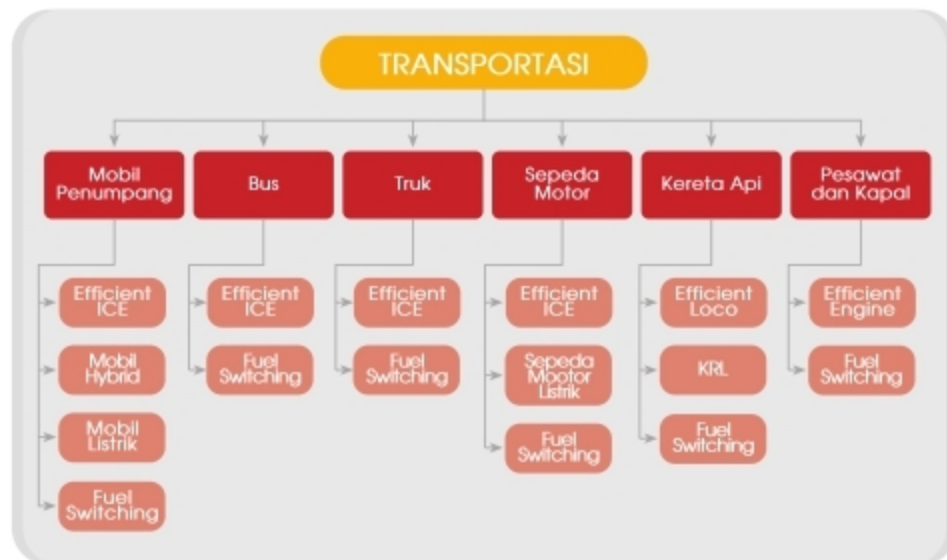 TRANSPORTASI
Mobil
Penumpang
Bus
Truk
Sepeda
Motor
Kereta Api
Pesawat
dan Kapal
Efficient
ICE
Mobil
Hybrid
Mobil
Listrik
Fuel
Switching
Efficient
ICE
Fuel
Switching
Efficient
ICE
Fuel
Switching
Efficient
ICE
Sepeda
Mootor
Listrik
Fuel
Switching
Efficient
Loco
KRL
Fuel
Switching
Efficient
Engine
Fuel
Switching